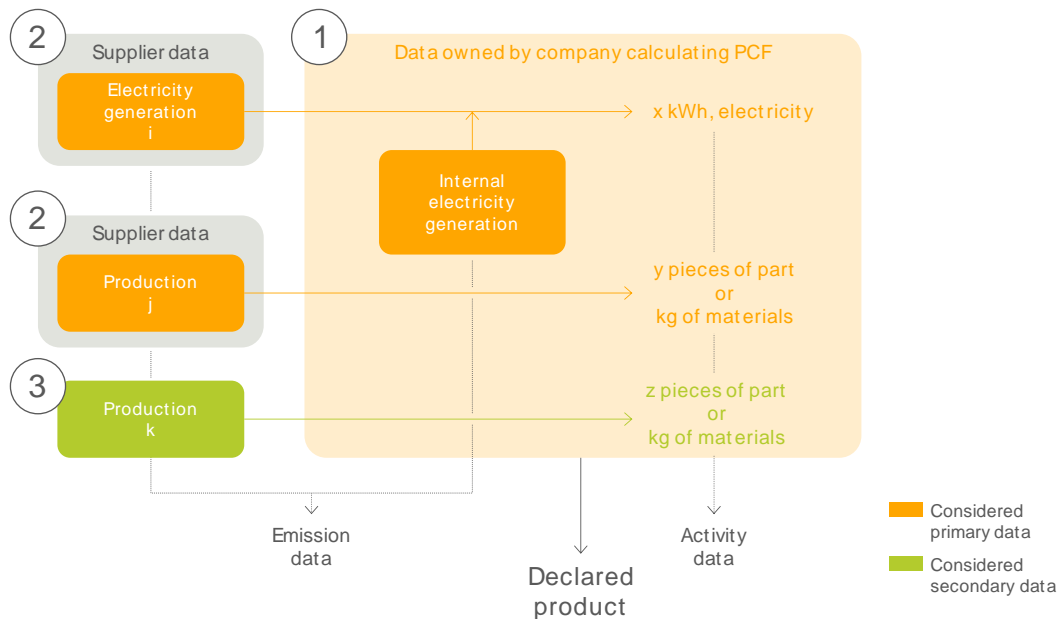 2
Supplier data
Electricity
generation
i
1
Data owned by company calculating PCF
x kWh, electricity
Internal
electricity
generation
2
Supplier data
Production
j
y pieces of part
or
kg of materials
3
Production
k
z pieces of part
or
kg of materials
Emission
data
Declared
product
Activity
data
Considered
primary data
Considered
secondary data